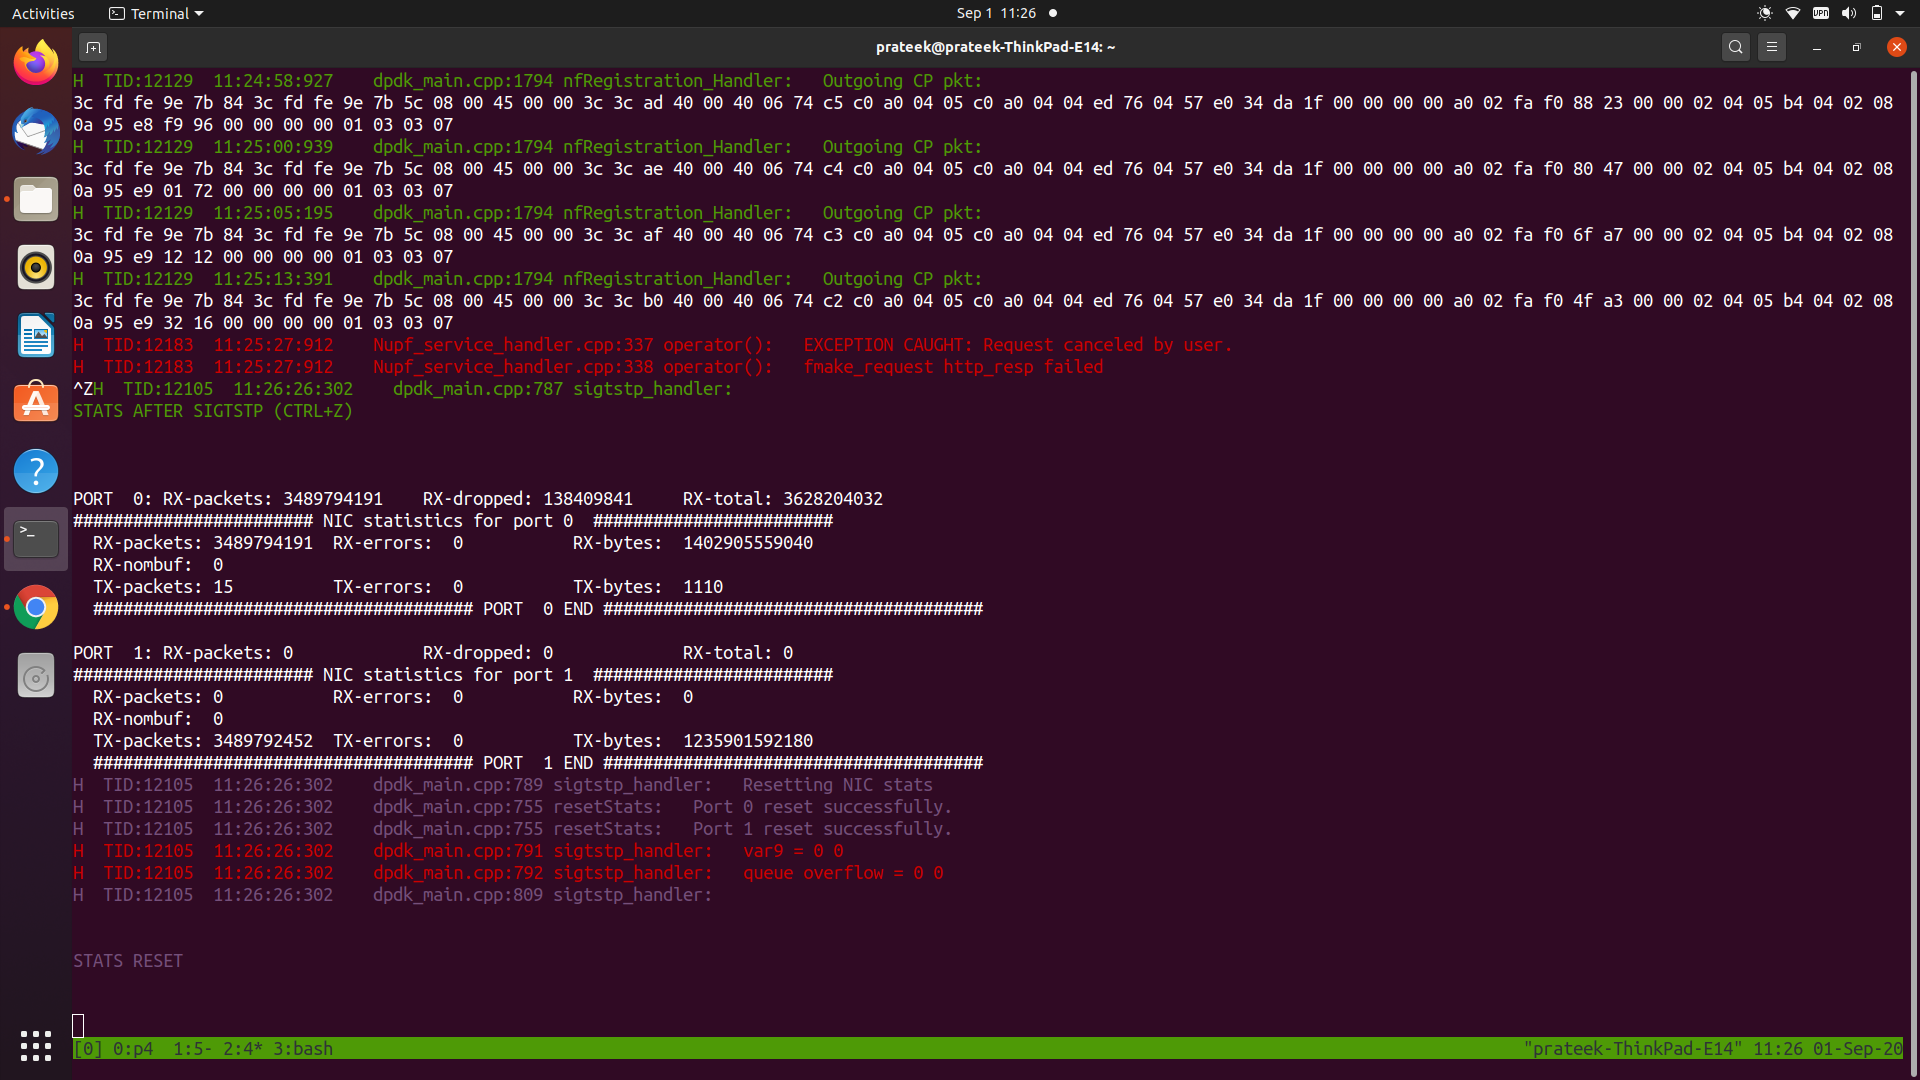 Activities Terminal Sep 1 11:26 VPN
prateek@prateek-ThinkPad-E14: ~
H TID:12129 11:24:58:927 dpdk_main.cpp:1794 nfRegistration_Handler: Outgoing CP pkt:
3c fd fe 9e 7b 84 3c fd fe 9e 7b 5c 08 00 45 00 00 3c 3c ad 40 00 40 06 74 c5 c0 a0 04 05 c0 a0 04 04 ed 76 04 57 e0 34 da 1f 00 00 00 00 a0 02 fa f0 88 23 00 00 02 04 05 b4 04 02 08
0a 95 e8 f9 96 00 00 00 00 01 03 03 07
H TID:12129 11:25:00:939 dpdk_main.cpp:1794 nfRegistration_Handler: Outgoing CP pkt:
3c fd fe 9e 7b 84 3c fd fe 9e 7b 5c 08 00 45 00 00 3c 3c ae 40 00 40 06 74 c4 c0 a0 04 05 c0 a0 04 04 ed 76 04 57 e0 34 da 1f 00 00 00 00 a0 02 fa f0 80 47 00 00 02 04 05 b4 04 02 08
0a 95 e9 01 72 00 00 00 00 01 03 03 07
H TID:12129 11:25:05:195 dpdk_main.cpp:1794 nfRegistration_Handler: Outgoing CP pkt:
3c fd fe 9e 7b 84 3c fd fe 9e 7b 5c 08 00 45 00 00 3c 3c af 40 00 40 06 74 c3 c0 a0 04 05 c0 a0 04 04 ed 76 04 57 e0 34 da 1f 00 00 00 00 a0 02 fa f0 6f a7 00 00 02 04 05 b4 04 02 08
0a 95 e9 12 12 00 00 00 00 01 03 03 07
H TID:12129 11:25:13:391 dpdk_main.cpp:1794 nfRegistration_Handler: Outgoing CP pkt:
3c fd fe 9e 7b 84 3c fd fe 9e 7b 5c 08 00 45 00 00 3c 3c b0 40 00 40 06 74 c2 c0 a0 04 05 c0 a0 04 04 ed 76 04 57 e0 34 da 1f 00 00 00 00 a0 02 fa f0 4f a3 00 00 02 04 05 b4 04 02 08
0a 95 e9 32 16 00 00 00 00 01 03 03 07
H TID:12183 11:25:27:912 Nupf_service_handler.cpp:337 operator(): EXCEPTION CAUGHT: Request canceled by user.
H TID:12183 11:25:27:912 Nupf_service_handler.cpp:338 operator(): fmake_request http_resp failed
^ZH TID:12105 11:26:26:302 dpdk_main.cpp:787 sigtstp_handler:
STATS AFTER SIGTSTP (CTRL+Z)
PORT 0: RX-packets: 3489794191 RX-dropped: 138409841 RX-total: 3628204032
######################## NIC statistics for port 0 ########################
RX-packets: 3489794191 RX-errors: 0 RX-bytes: 1402905559040
RX-nombuf: 0
TX-packets: 15 TX-errors: 0 TX-bytes: 1110
###################################### PORT 0 END ######################################
PORT 1: RX-packets: 0 RX-dropped: 0 RX-total: 0
######################## NIC statistics for port 1 ########################
RX-packets: 0 RX-errors: 0 RX-bytes: 0
RX-nombuf: 0
TX-packets: 3489792452 TX-errors: 0 TX-bytes: 1235901592180
###################################### PORT 1 END ######################################
H TID:12105 11:26:26:302 dpdk_main.cpp:789 sigtstp_handler: Resetting NIC stats
H TID:12105 11:26:26:302 dpdk_main.cpp:755 resetStats: Port 0 reset successfully.
H TID:12105 11:26:26:302 dpdk_main.cpp:755 resetStats: Port 1 reset successfully.
H TID:12105 11:26:26:302 dpdk_main.cpp:791 sigtstp_handler: var9 = 0 0
H TID:12105 11:26:26:302 dpdk_main.cpp:792 sigtstp_handler: queue overflow = 0 0
H TID:12105 11:26:26:302 dpdk_main.cpp:809 sigtstp_handler:
STATS RESET
[0] 0:p4 1:5- 2:4* 3:bash "prateek-ThinkPad-E14" 11:26 01-Sep-20